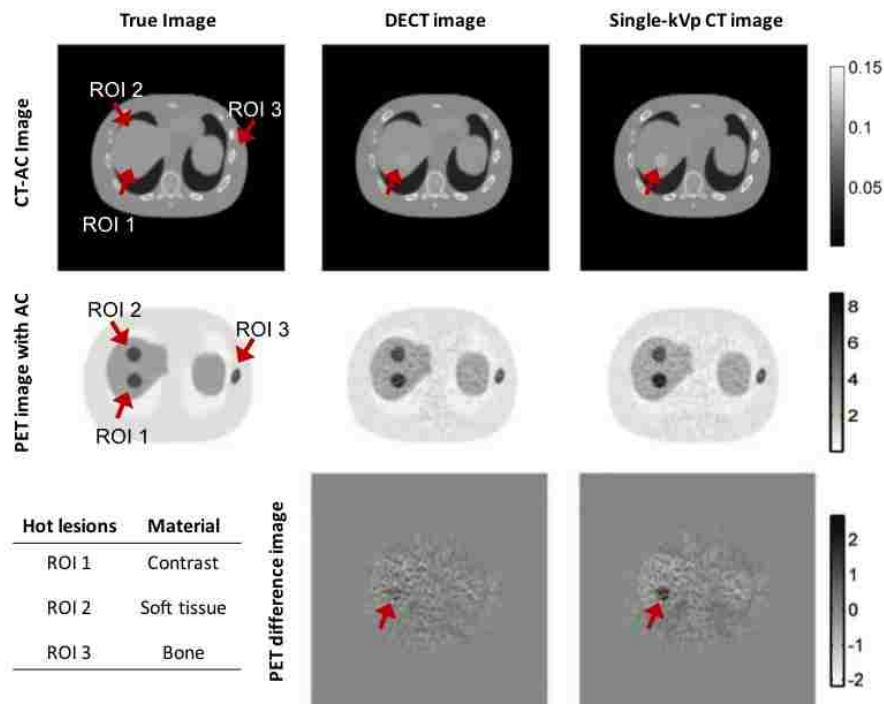 True Image
DECT image
Single-kVp CT image
CT-AC Image
ROI 2
ROI 3
ROI 1
0.15
0.1
0.05
PET image with AC
ROI 2
ROI 3
ROI 1
8
6
4
2
Hot lesions Material
ROI 1 Contrast
ROI 2 Soft tissue
ROI 3 Bone
PET difference image
2
1
0
-1
-2